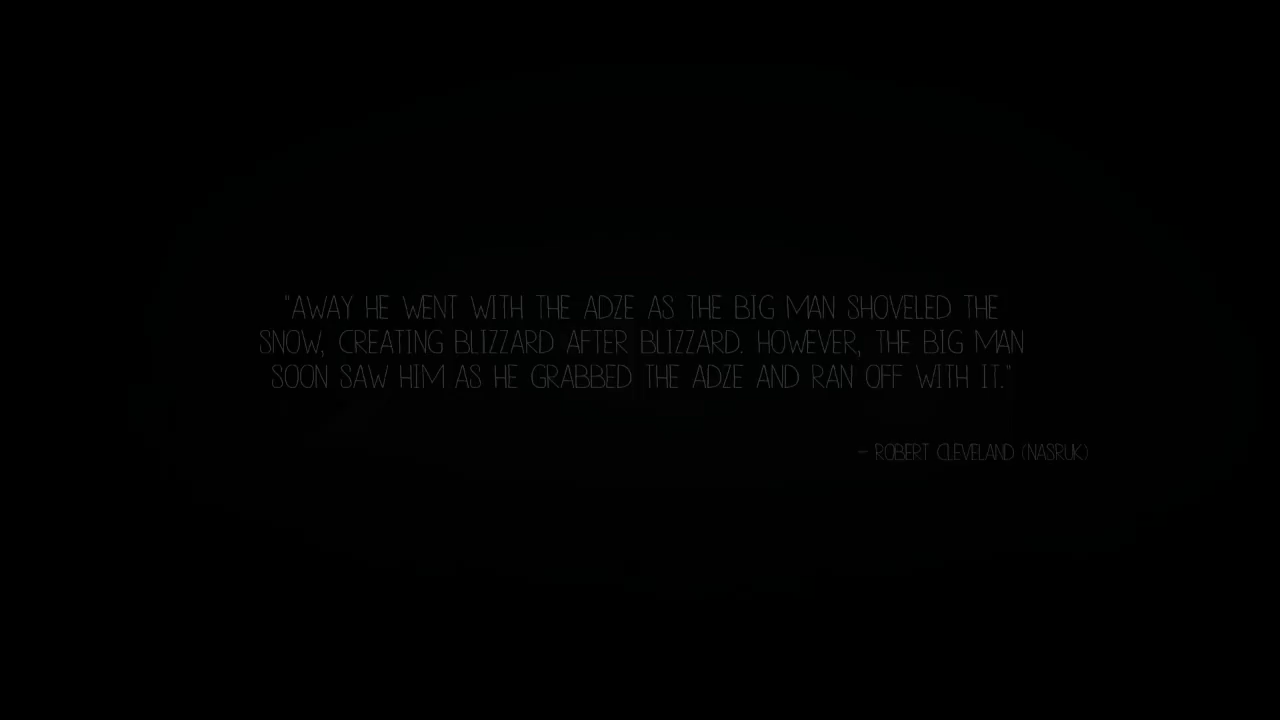 "AWAY HE WENT WITH THE ADZE AS THE BIG MAN SHOVELED THE
SNOW, CREATING BLIZZARD AFTER BLIZZARD. HOWEVER, THE BIG MAN
SOON SAW HIM AS HE GRABBED THE ADZE AND RAN OFF WITH IT."
- ROBERT CLEVELAND (NASRUK)